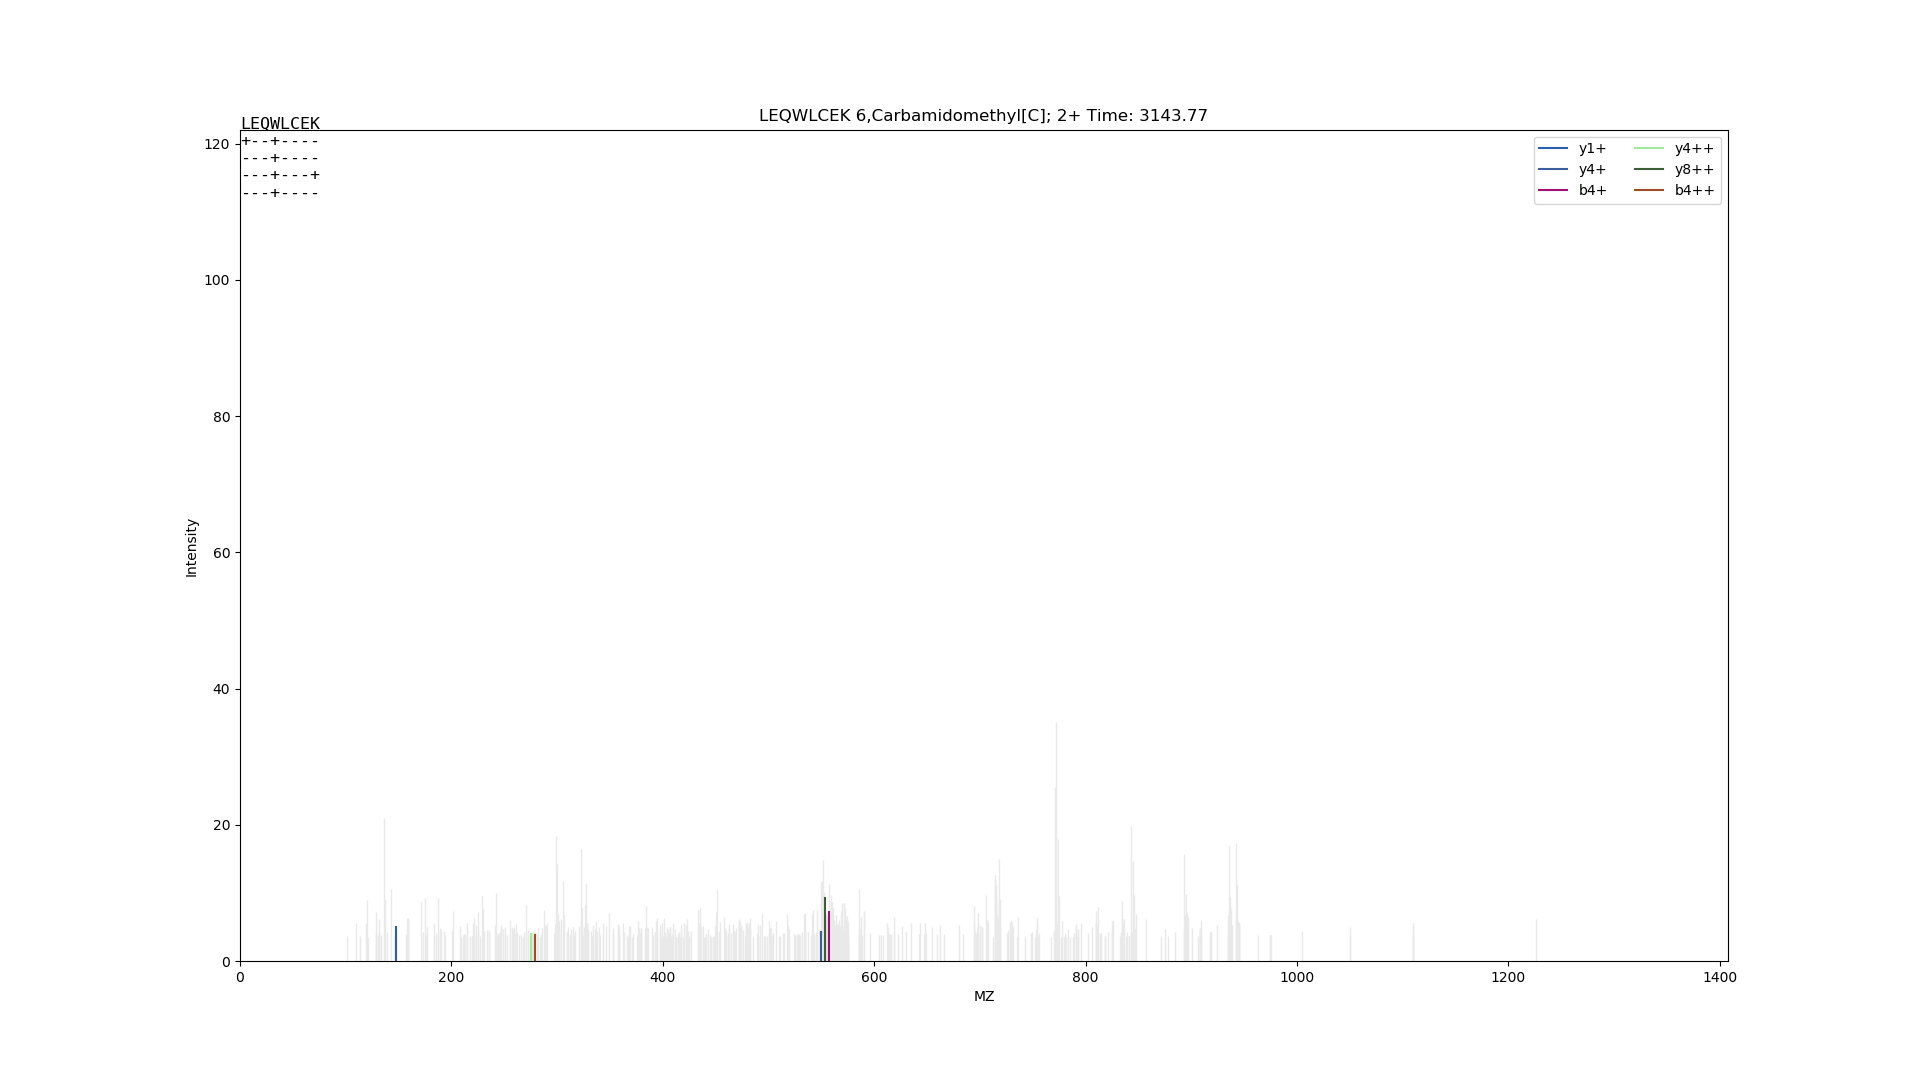 LEQWLCEK 6,Carbamidomethyl[C]; 2+ Time: 3143.77
LEQWLCEK
+--+----
---+----
---+---+
---+----
y1+
y4+
b4+
y4++
y8++
b4++
120
100
80
60
40
20
0
Intensity
0 200 400 600 800 1000 1200 1400
MZ